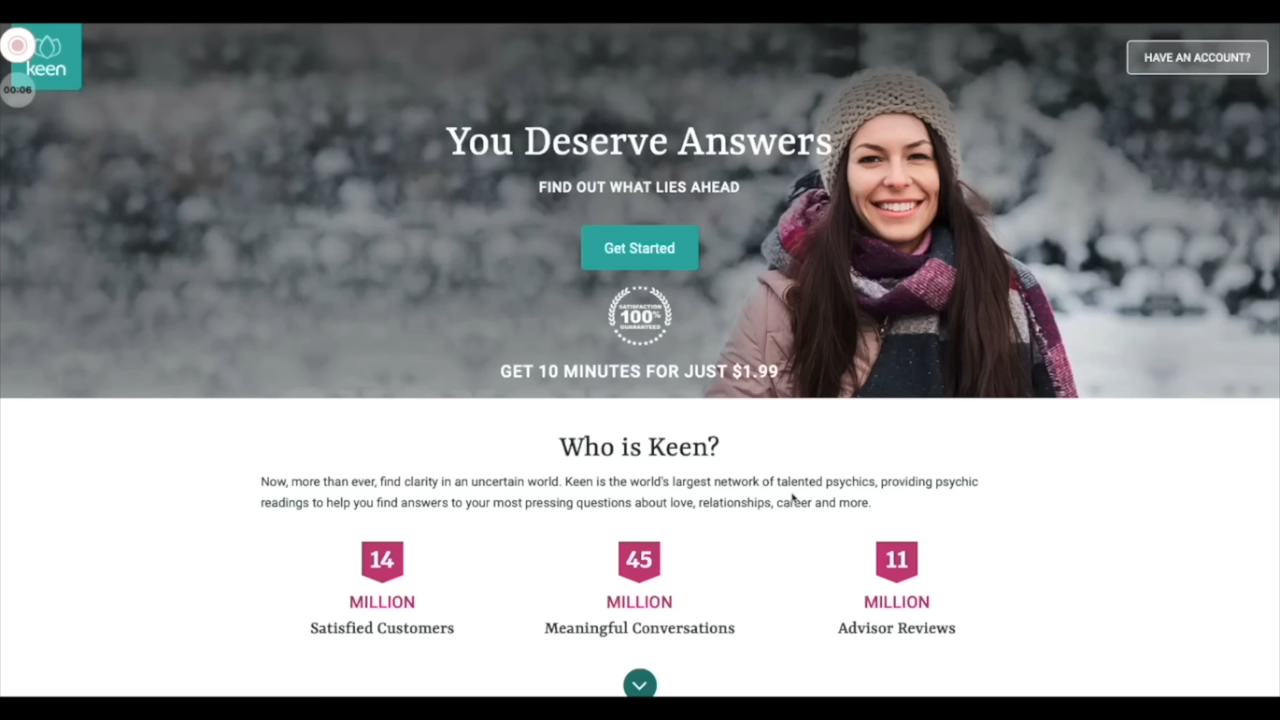 keen
00:06
HAVE AN ACCOUNT?
You Deserve Answers
FIND OUT WHAT LIES AHEAD
Get Started
SATISFACTION
100%
GUARANTEED
GET 10 MINUTES FOR JUST $1.99
Who is Keen?
Now, more than ever, find clarity in an uncertain world. Keen is the world's largest network of talented psychics, providing psychic
readings to help you find answers to your most pressing questions about love, relationships, career and more.
14
MILLION
Satisfied Customers
45
MILLION
Meaningful Conversations
11
MILLION
Advisor Reviews